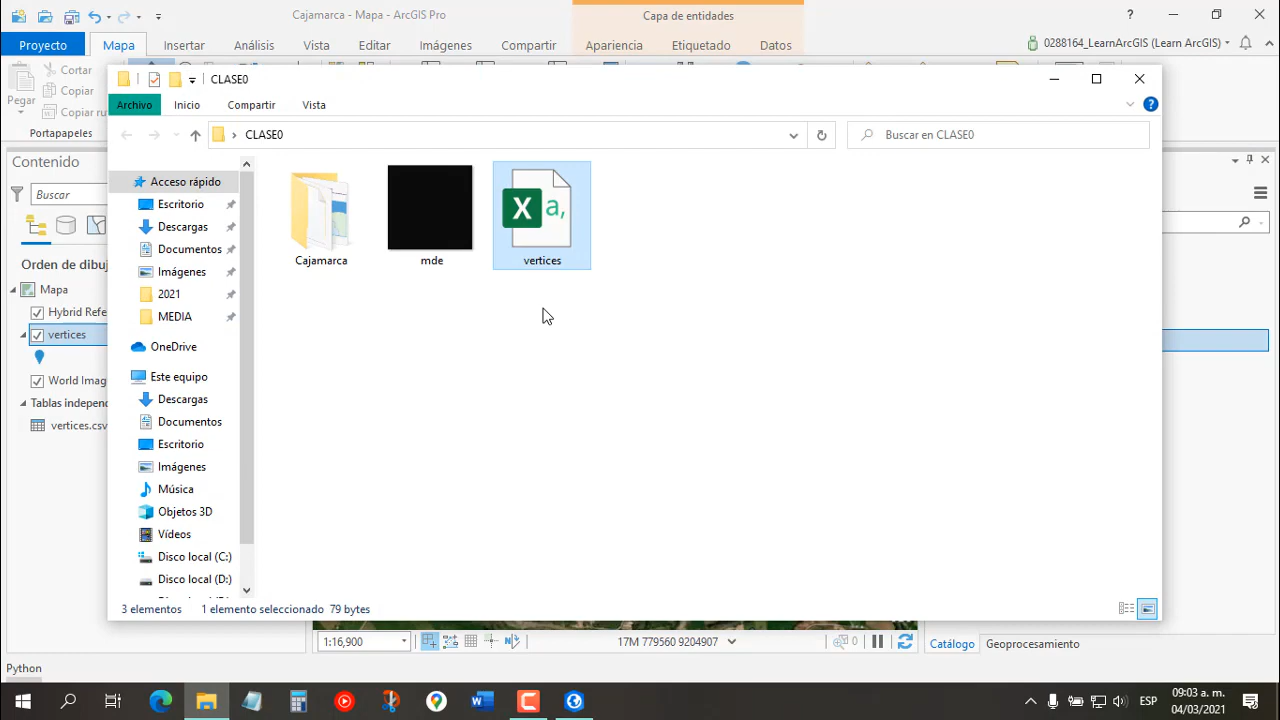 Cajamarca - Mapa - ArcGIS Pro
Capa de entidades
Proyecto
Mapa
Insertar
Análisis
Vista
Editar
Imágenes
Compartir
Apariencia
Etiquetado
Datos
0288164_LearnArcGIS (Learn ArcGIS)
Pegar
Cortar
Copiar
Copiar ru
Portapapeles
CLASE0
Archivo
Inicio
Compartir
Vista
CLASE0
Buscar en CLASE0
Contenido
Buscar
Orden de dibu
Mapa
Hybrid Refe
vertices
World Imag
Tablas indepen
vertices.csv
Acceso rápido
Escritorio
Descargas
Documentos
Imágenes
2021
MEDIA
OneDrive
Este equipo
Descargas
Documentos
Escritorio
Imágenes
Música
Objetos 3D
Vídeos
Disco local (C:)
Disco local (D:)
Cajamarca
mde
X a,
vertices
3 elementos
1 elemento seleccionado 79 bytes
1:16,900
17M 779560 9204907
0
Catálogo
Geoprocesamiento
Python
ESP
09:03 a. m.
04/03/2021